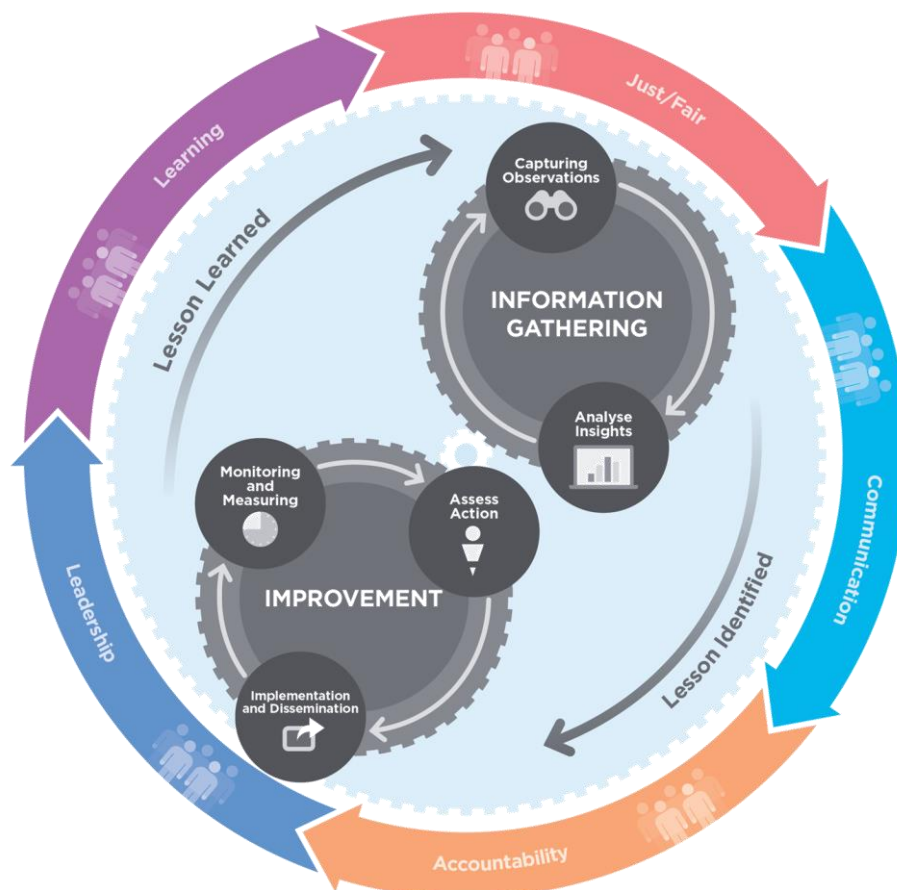 Just/Fair
Learning
Lesson Learned
Capturing
Observations
INFORMATION
GATHERING
Analyse
Insights
Monitoring
and
Measuring
Assess
Action
IMPROVEMENT
Implementation
and Dissemination
Lesson Identified
Communication
Leadership
Accountability